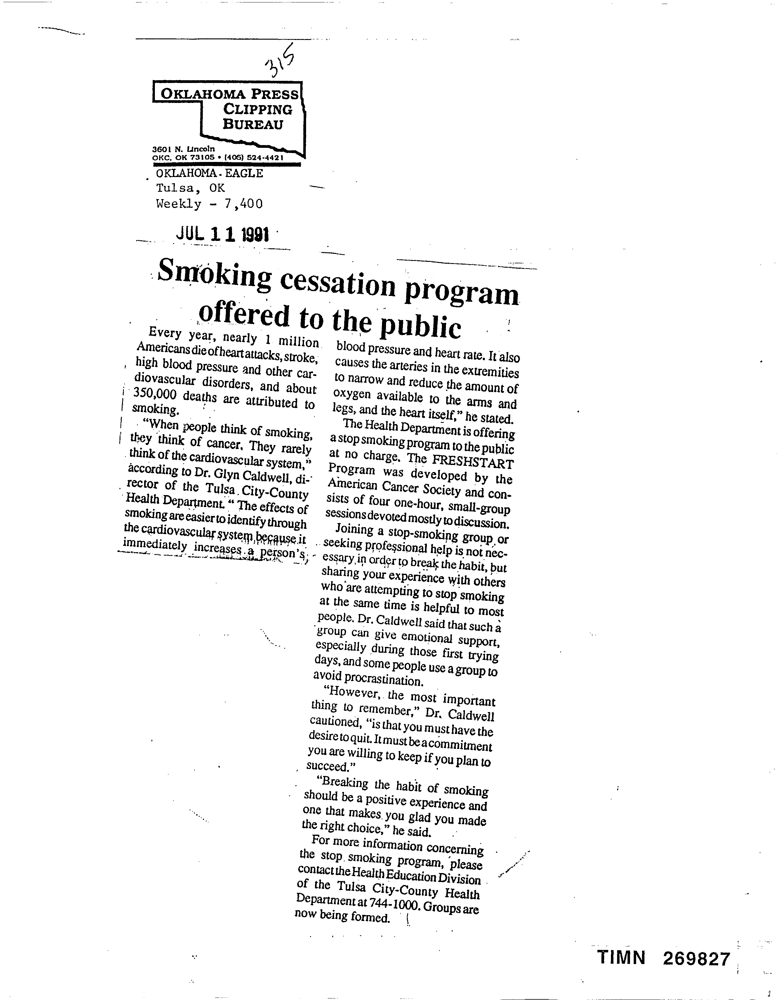 315
OKLAHOMA PRESS
CLIPPING
BUREAU
3601 N. Lincoln
OKC, OK 73105 • (405) 524-4421
OKLAHOMA-EAGLE
Tulsa, OK
Weekly - 7,400
JUL 11 1991
Smoking cessation program
offered to the public
Every year, nearly 1 million
Americans die of heart attacks, stroke,
high blood pressure and other car-
diovascular disorders, and about
350,000 deaths are attributed to
smoking.
"When people think of smoking,
they think of cancer. They rarely
think of the cardiovascular system,"
according to Dr. Glyn Caldwell, di-
rector of the Tulsa City-County
Health Department. " The effects of
smoking are easier to identify through
the cardiovascular system because it
immediately increases a person's
blood pressure and heart rate. It also
causes the arteries in the extremities
to narrow and reduce the amount of
oxygen available to the arms and
legs, and the heart itself," he stated.
The Health Department is offering
a stop smoking program to the public
at no charge. The FRESHSTART
Program was developed by the
American Cancer Society and con-
sists of four one-hour, small-group
sessions devoted mostly to discussion.
Joining a stop-smoking group or
seeking professional help is not nec-
essary in order to break the habit, but
sharing your experience with others
who are attempting to stop smoking
at the same time is helpful to most
people. Dr. Caldwell said that such a
group can give emotional support,
especially during those first trying
days, and some people use a group to
avoid procrastination.
"However, the most important
thing to remember," Dr. Caldwell
cautioned, "is that you must have the
desire to quit. It must be a commitment
you are willing to keep if you plan to
succeed."
"Breaking the habit of smoking
should be a positive experience and
one that makes you glad you made
the right choice," he said.
For more information concerning
the stop smoking program, please
contact the Health Education Division
of the Tulsa City-County Health
Department at 744-1000. Groups are
now being formed.
TIMN 269827